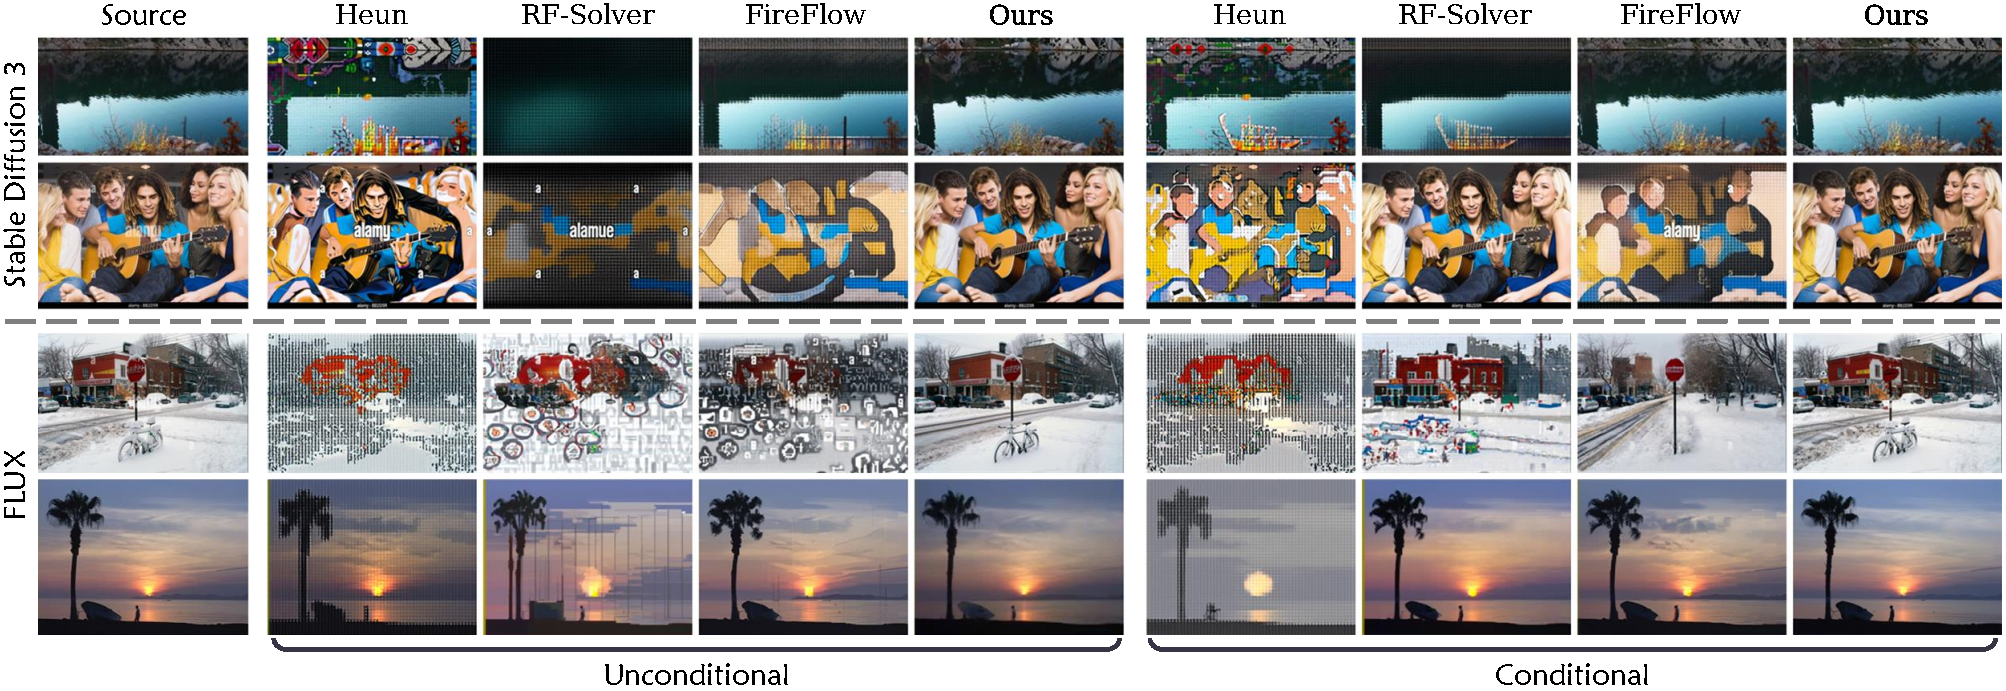 Source Heun RF-Solver FireFlow Ours Heun RF-Solver FireFlow Ours
Stable Diffusion 3
alamy
a
a
a
a
alamue
a
a
a
a
alamy
FLUX
Unconditional Conditional